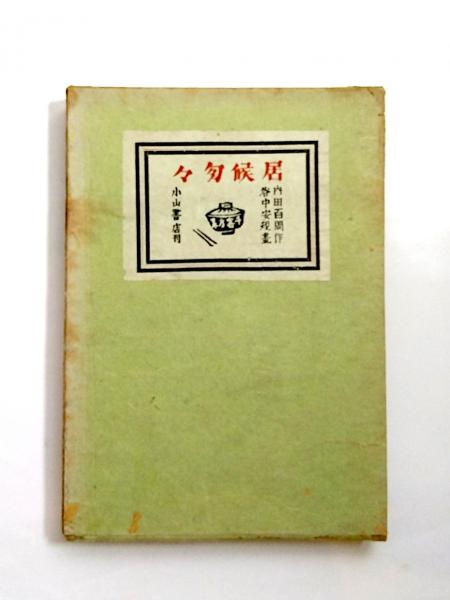 居候匆々
内田百閒作
谷中安規畫
小山書店刊